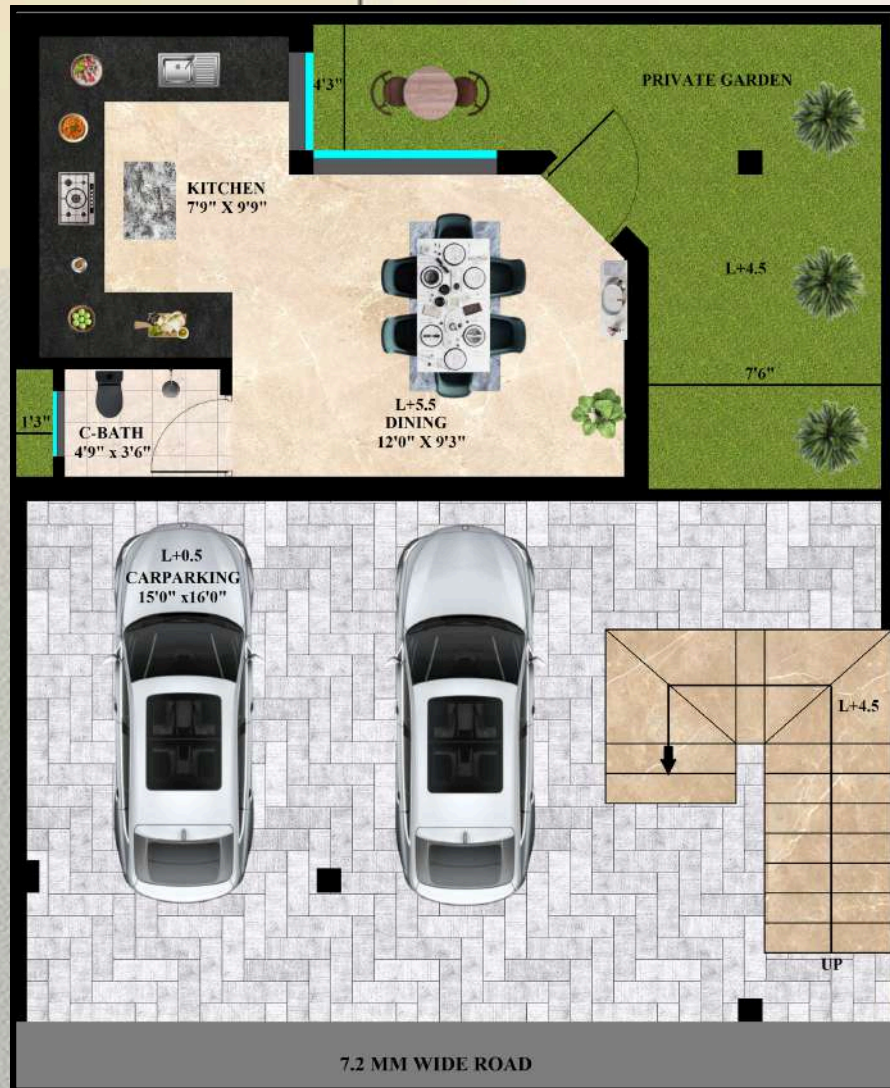 4'3"
PRIVATE GARDEN
KITCHEN
7'9" X 9'9"
L+4.5
7'6"
1'3"
C-BATH
4'9" x 3'6"
L+5.5
DINING
12'0" X 9'3"
L+0.5
CARPARKING
15'0" x16'0"
L+4.5
UP
7.2 MM WIDE ROAD